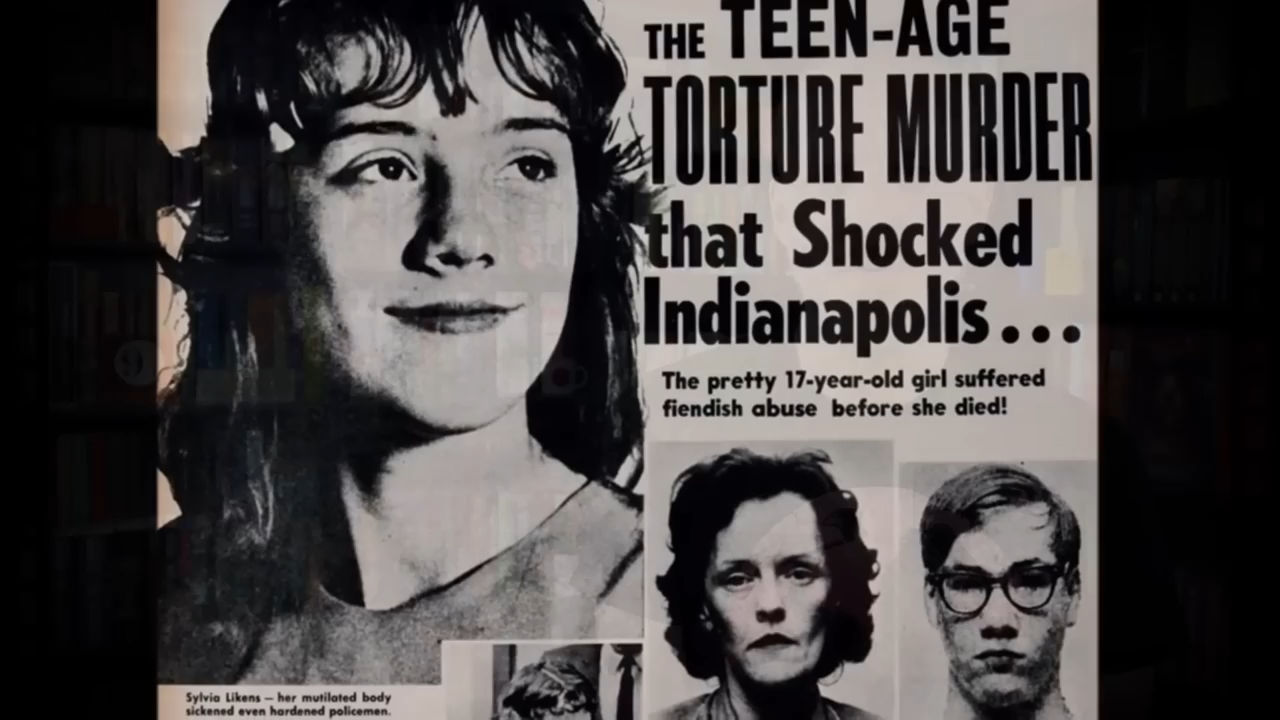 THE TEEN-AGE
TORTURE MURDER
that Shocked
Indianapolis...
The pretty 17-year-old girl suffered
fiendish abuse before she died!
Sylvia Likens — her mutilated body
sickened even hardened policemen.